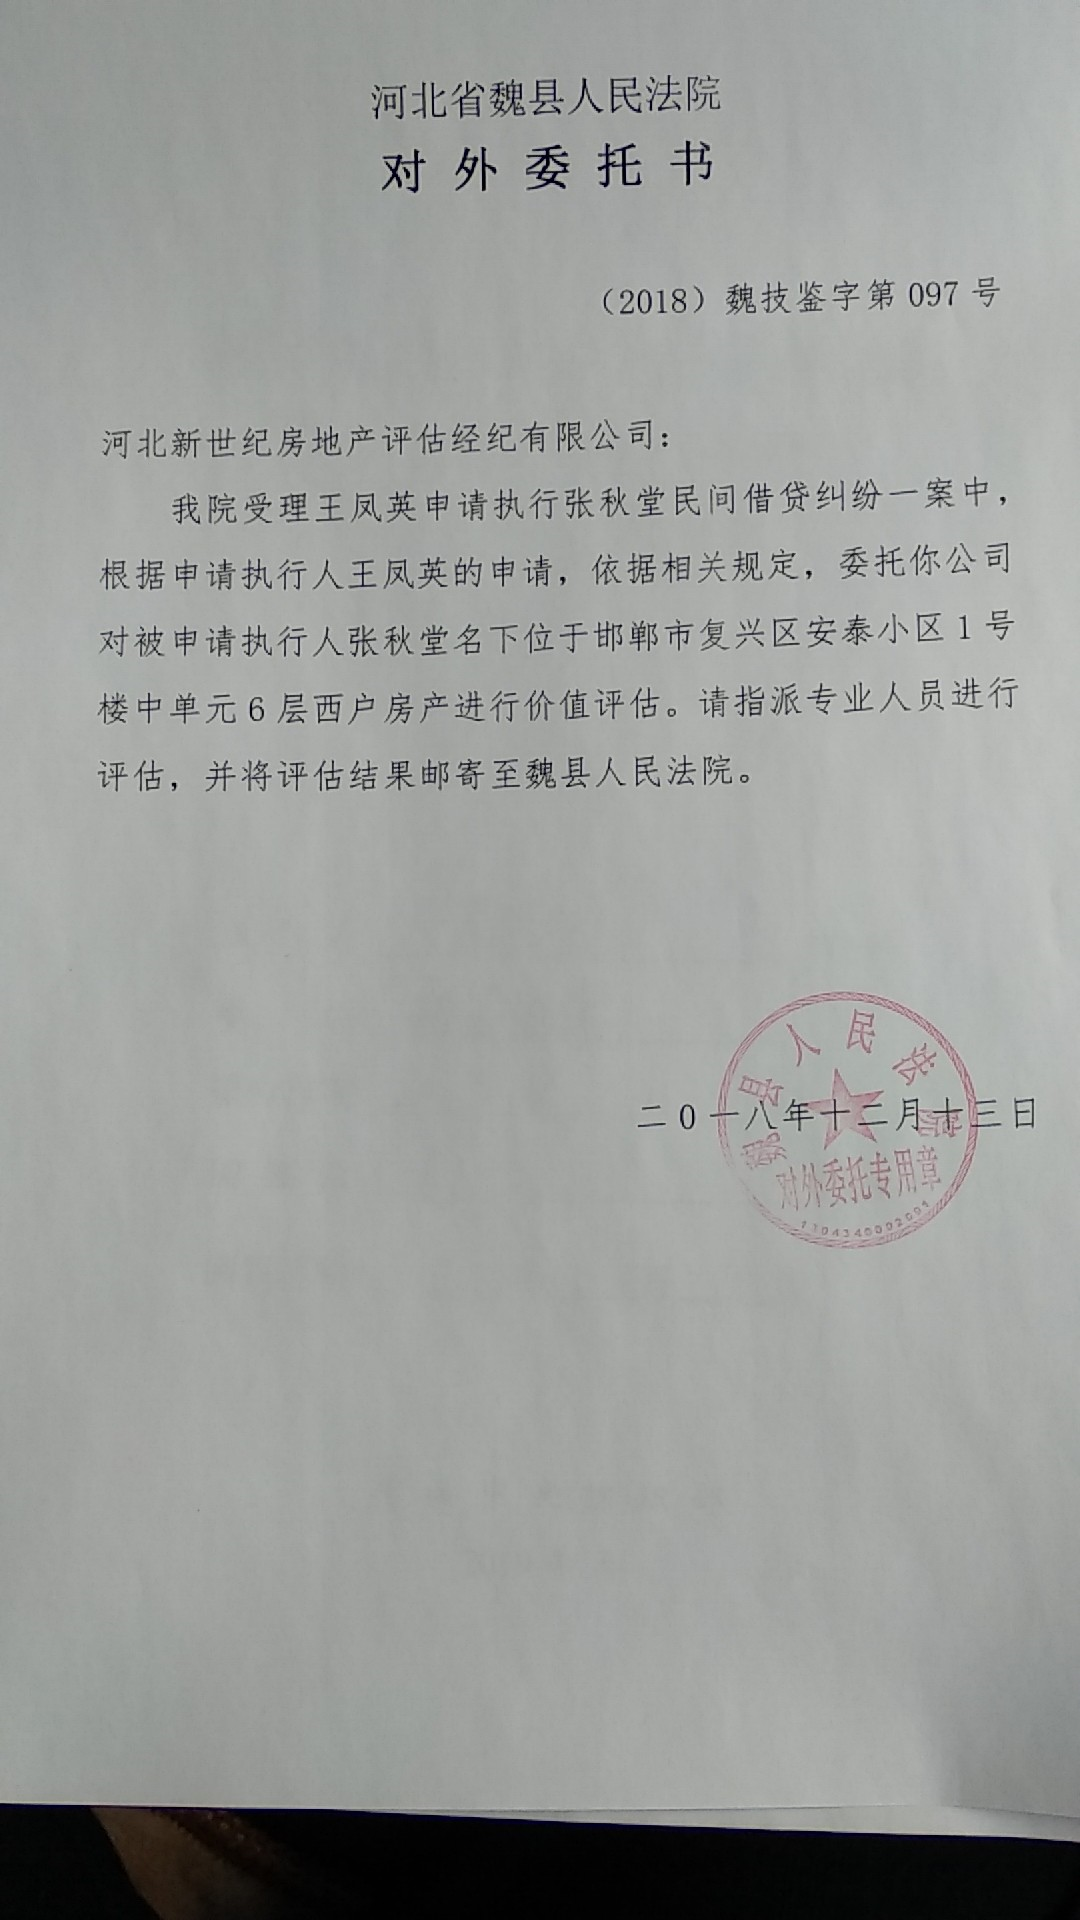 河北省魏县人民法院
对外委托书
（2018）魏技鉴字第 097 号
河北新世纪房地产评估经纪有限公司：
我院受理王凤英申请执行张秋堂民间借贷纠纷一案中，
根据申请执行人王凤英的申请，依据相关规定，委托你公司
对被申请执行人张秋堂名下位于邯郸市复兴区安泰小区 1 号
楼中单元 6 层西户房产进行价值评估。请指派专业人员进行
评估，并将评估结果邮寄至魏县人民法院。
魏县人民法院
二0一八年十二月十三日
对外委托专用章
1304340002091